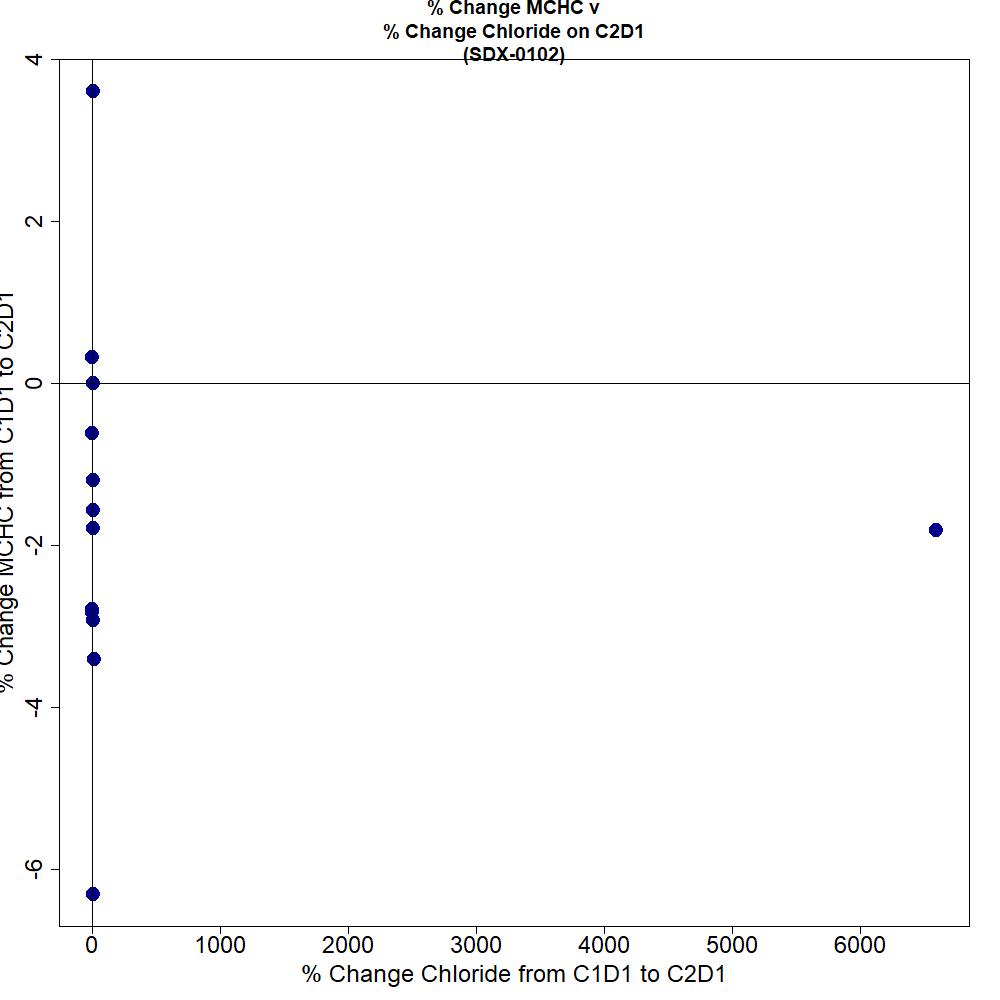 % Change MCHC v
% Change Chloride on C2D1
(SDX-0102)
4
2
0
-2
-4
-6
% Change MCHC from C1D1 to C2D1
0 1000 2000 3000 4000 5000 6000
% Change Chloride from C1D1 to C2D1